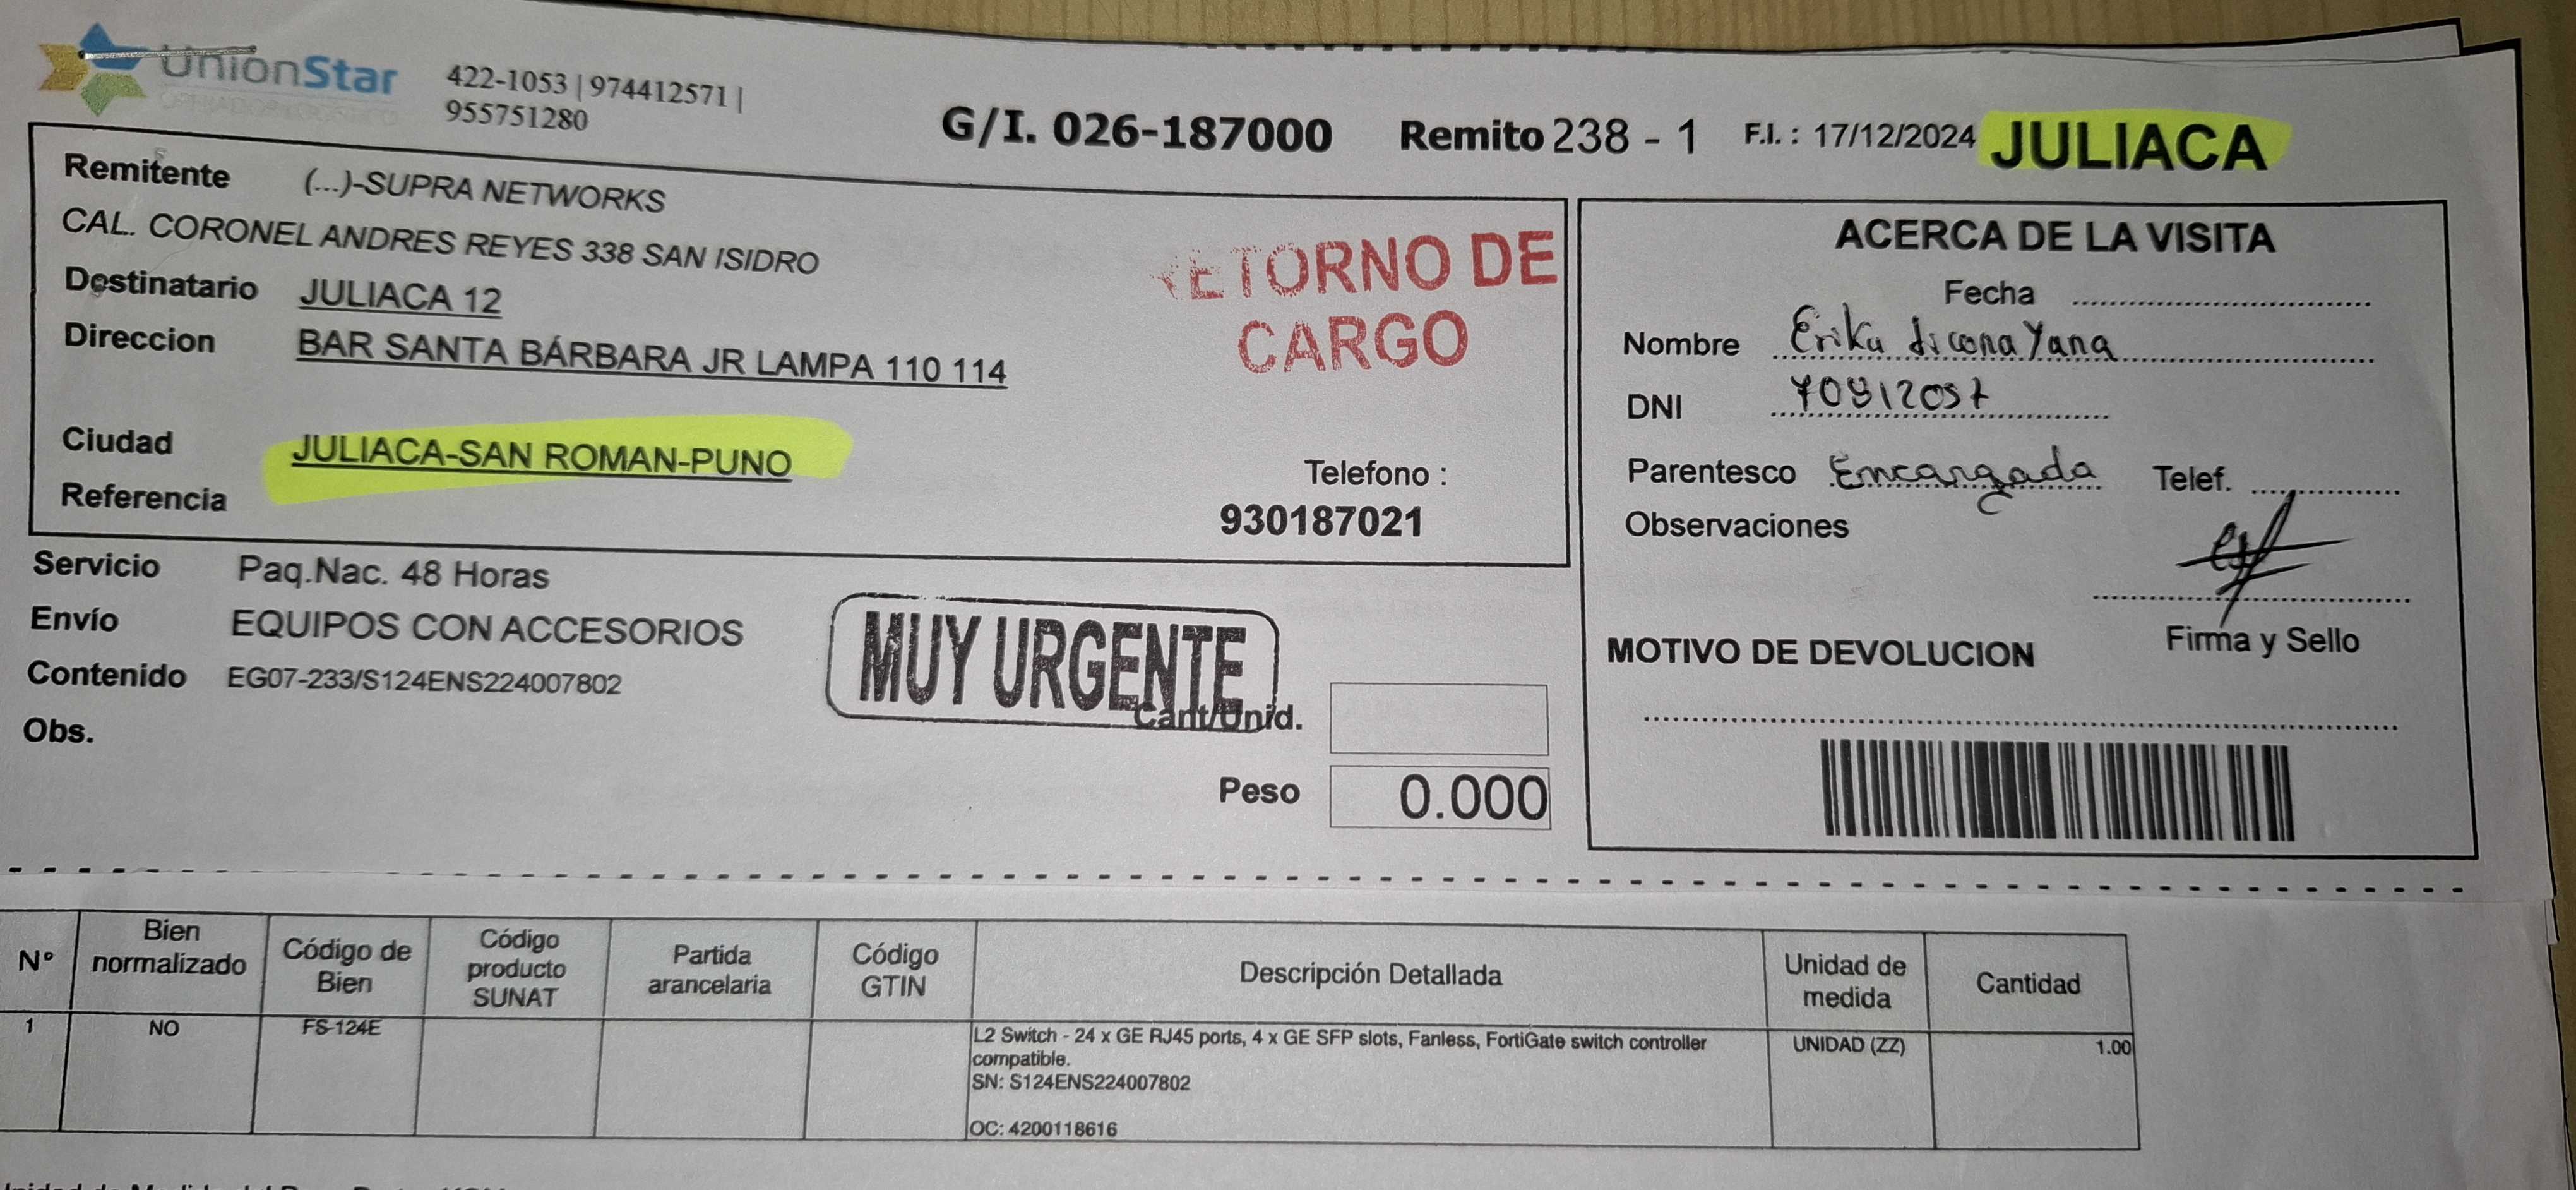 UnionStar
422-1053 | 974412571 |
955751280
G/I. 026-187000 Remito 238 - 1 F.I. : 17/12/2024 JULIACA
Remitente (...)-SUPRA NETWORKS
CAL. CORONEL ANDRES REYES 338 SAN ISIDRO
Destinatario JULIACA 12
Direccion BAR SANTA BÁRBARA JR LAMPA 110 114
Ciudad JULIACA-SAN ROMAN-PUNO
Referencia
RETORNO DE
CARGO
Telefono :
930187021
Servicio Paq.Nac. 48 Horas
Envío EQUIPOS CON ACCESORIOS
Contenido EG07-233/S124ENS224007802
Obs.
MUY URGENTE
Cant/Unid.
Peso 0.000
ACERCA DE LA VISITA
Fecha
Nombre Erika Yana
DNI
Parentesco Encargada Telef.
Observaciones
Firma y Sello
MOTIVO DE DEVOLUCION
N° Bien normalizado Código de Bien Código producto SUNAT Partida arancelaria Código GTIN Descripción Detallada Unidad de medida Cantidad
1 NO FS-124E L2 Switch - 24 x GE RJ45 ports, 4 x GE SFP slots, Fanless, FortiGate switch controller UNIDAD (ZZ) 1.00
compatible.
SN: S124ENS224007802
OC: 4200118616